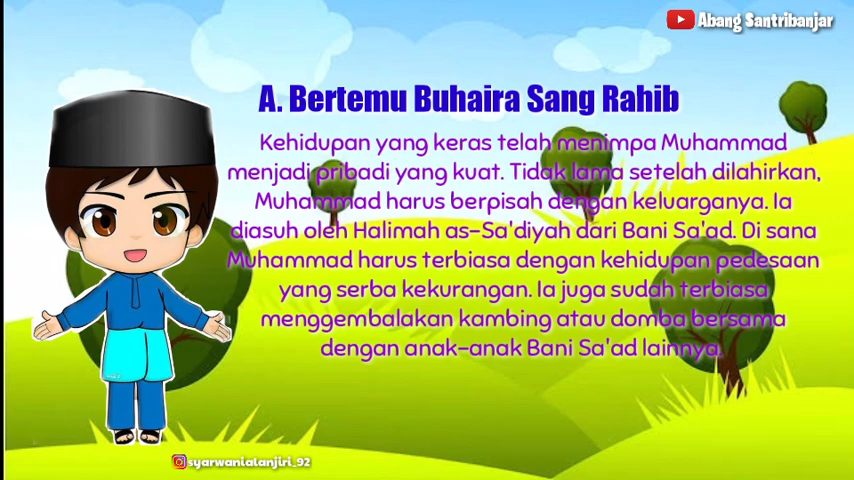 Abang Santribanjar
A. Bertemu Buhaira Sang Rahib
Kehidupan yang keras telah menimpa Muhammad
menjadi pribadi yang kuat. Tidak lama setelah dilahirkan,
Muhammad harus berpisah dengan keluarganya. Ia
diasuh oleh Halimah as-Sa'diyah dari Bani Sa'ad. Di sana
Muhammad harus terbiasa dengan kehidupan pedesaan
yang serba kekurangan. Ia juga sudah terbiasa
menggembalakan kambing atau domba bersama
dengan anak-anak Bani Sa'ad lainnya.
syarwanialanjiri_92